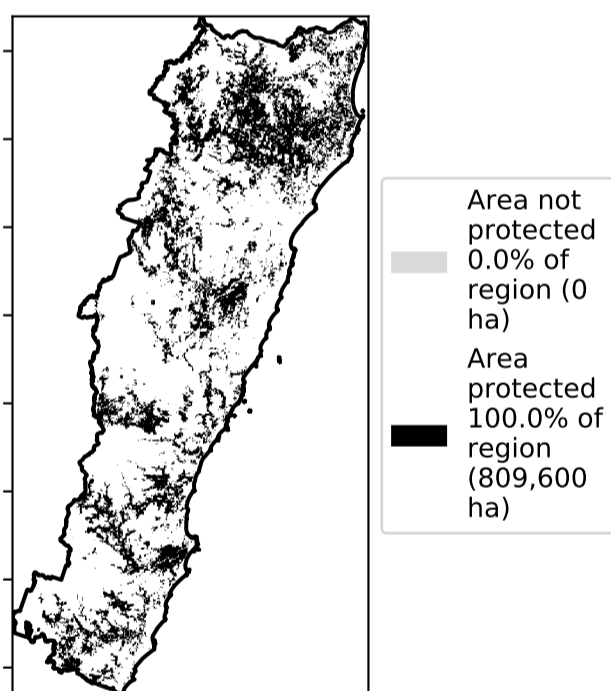 Area not
protected
0.0% of
region (0
ha)
Area
protected
100.0% of
region
(809,600
ha)